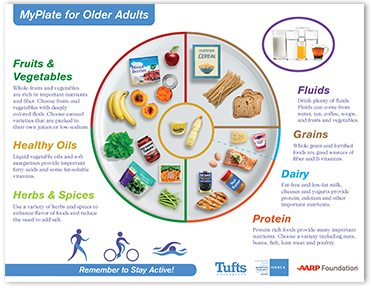 MyPlate for Older Adults
Fruits &
Vegetables
Whole fruits and vegetables
are rich in important nutrients
and fiber. Choose fruits and
vegetables with deeply
colored flesh. Choose canned
varieties that are packed in
their own juices or low-sodium.
Healthy Oils
Liquid vegetable oils and soft
margarines provide important
fatty acids and some fat-soluble
vitamins.
Herbs & Spices
Use a variety of herbs and spices to
enhance flavor of foods and reduce
the need to add salt.
Mixed
Berries
FORTIFIED
CEREAL
Fluids
Drink plenty of fluids.
Fluids can come from
water, tea, coffee, soups,
and fruits and vegetables.
Grains
Whole grain and fortified
foods are good sources of
fiber and B vitamins.
Dairy
Fat-free and low-fat milk,
cheeses and yogurts provide
protein, calcium and other
important nutrients.
Protein
Protein rich foods provide many important
nutrients. Choose a variety including nuts,
beans, fish, lean meat and poultry.
Remember to Stay Active!
Tufts
UNIVERSITY
HNRCA
AARP Foundation